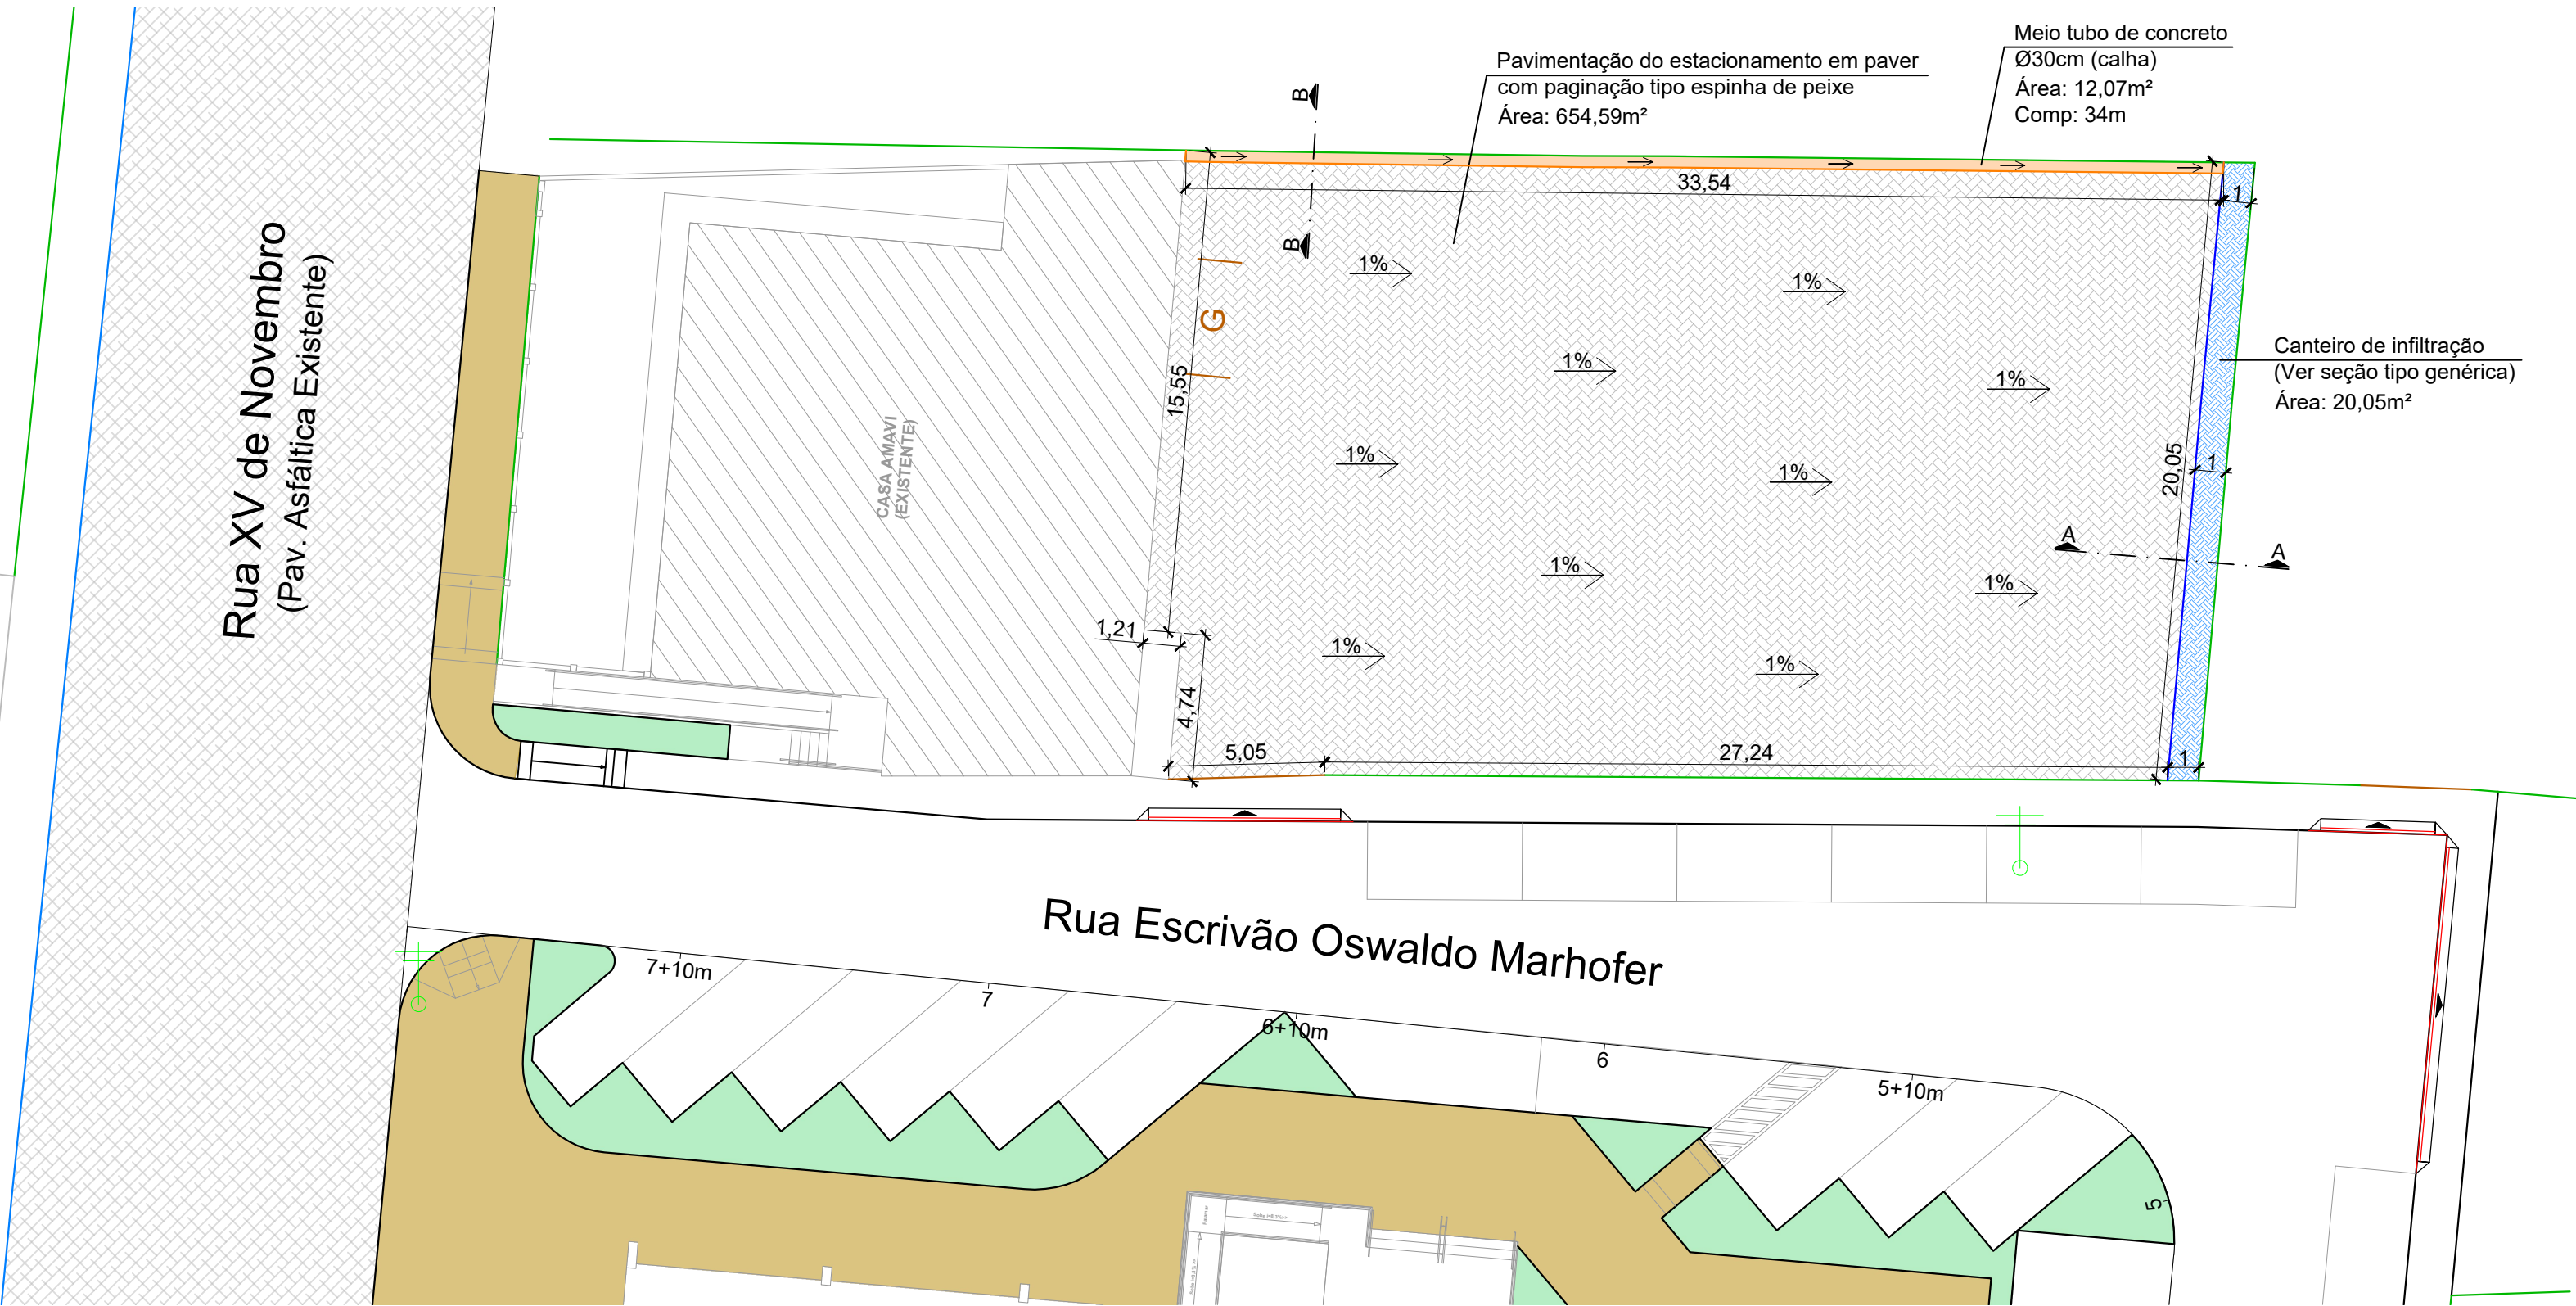 Meio tubo de concreto
Ø30cm (calha)
Área: 12,07m²
Comp: 34m
Pavimentação do estacionamento em paver
com paginação tipo espinha de peixe
Área: 654,59m²
B
B
33,54
1
Rua XV de Novembro
(Pav. Asfáltica Existente)
G
15,55
1%
1%
1%
1%
1%
1%
1%
1%
1%
1%
Canteiro de infiltração
(Ver seção tipo genérica)
Área: 20,05m²
CASA AMAVI
(EXISTENTE)
20,05
1
A
A
1,21
4,74
5,05
27,24
1
Rua Escrivão Oswaldo Marhofer
7+10m
7
6+10m
6
5+10m
5